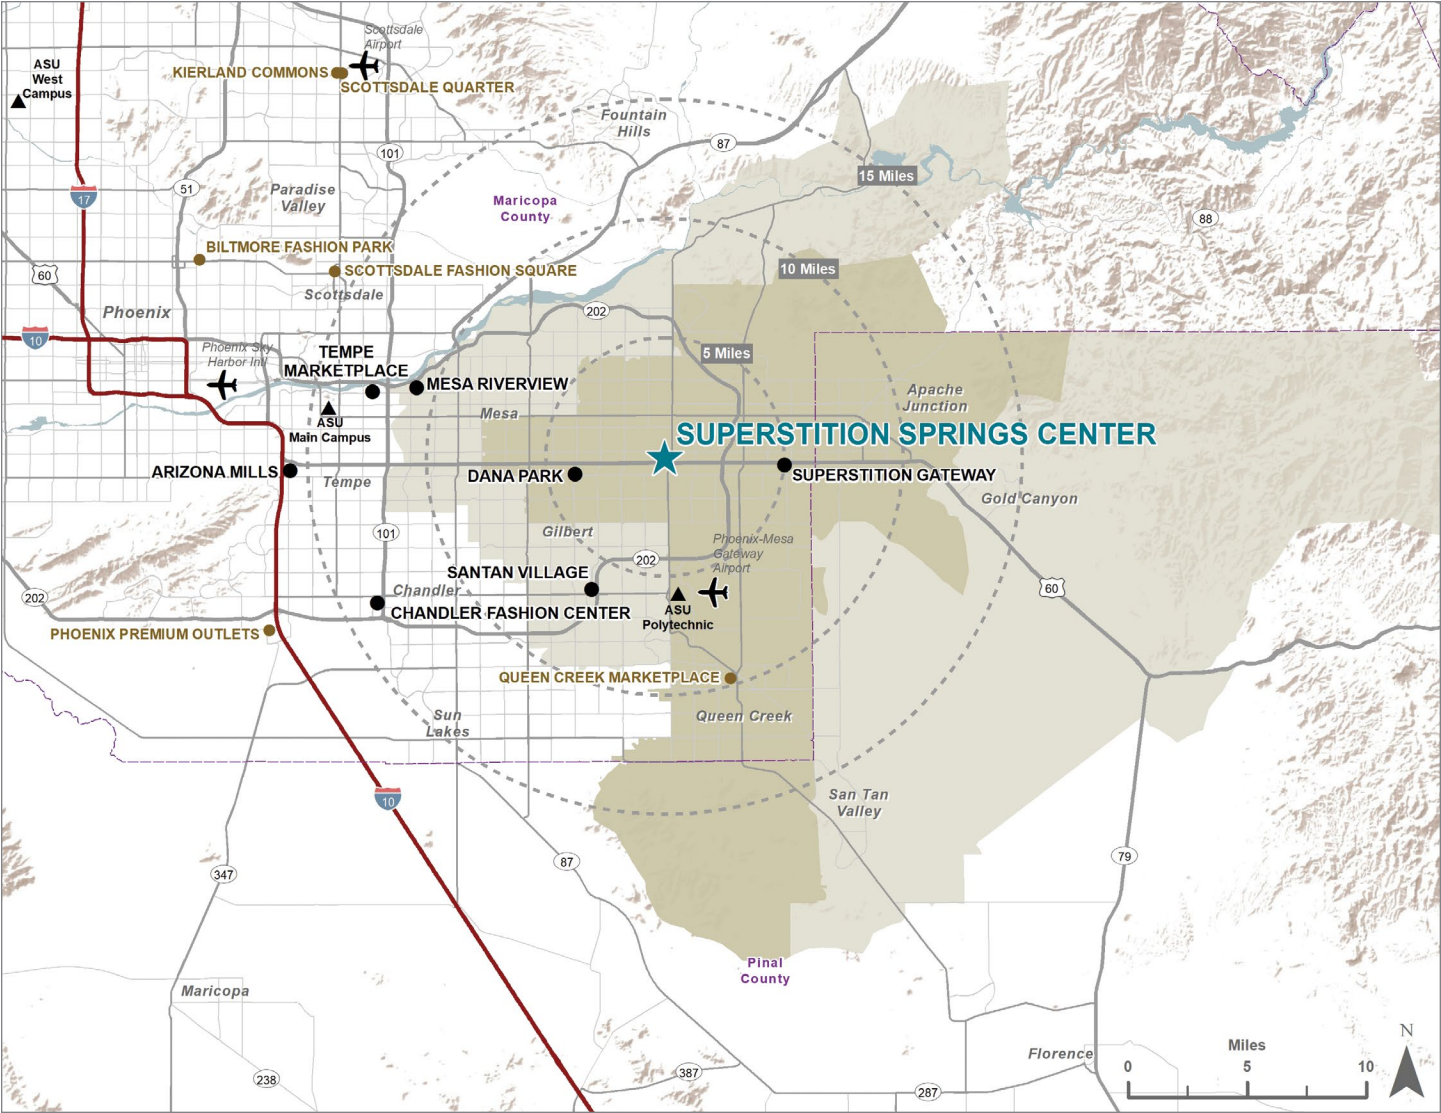 Scottsdale
Airport
ASU
West
Campus
KIERLAND COMMONS
SCOTTSDALE QUARTER
Fountain
Hills
87
101
15 Miles
51
17
Paradise
Valley
Maricopa
County
88
BILTMORE FASHION PARK
60
SCOTTSDALE FASHION SQUARE
10 Miles
Scottsdale
Phoenix
202
10
Phoenix Sky
Harbor Intl
TEMPE
MARKETPLACE
5 Miles
MESA RIVERVIEW
Apache
Junction
Mesa
ASU
Main Campus
SUPERSTITION SPRINGS CENTER
ARIZONA MILLS
Tempe
DANA PARK
SUPERSTITION GATEWAY
Gold Canyon
101
Gilbert
Phoenix-Mesa
Gateway
Airport
202
SANTAN VILLAGE
Chandler
60
202
ASU
Polytechnic
CHANDLER FASHION CENTER
PHOENIX PREMIUM OUTLETS
QUEEN CREEK MARKETPLACE
Sun
Lakes
Queen Creek
10
San Tan
Valley
87
79
347
Pinal
County
Maricopa
N
Miles
0
5
10
Florence
238
387
287